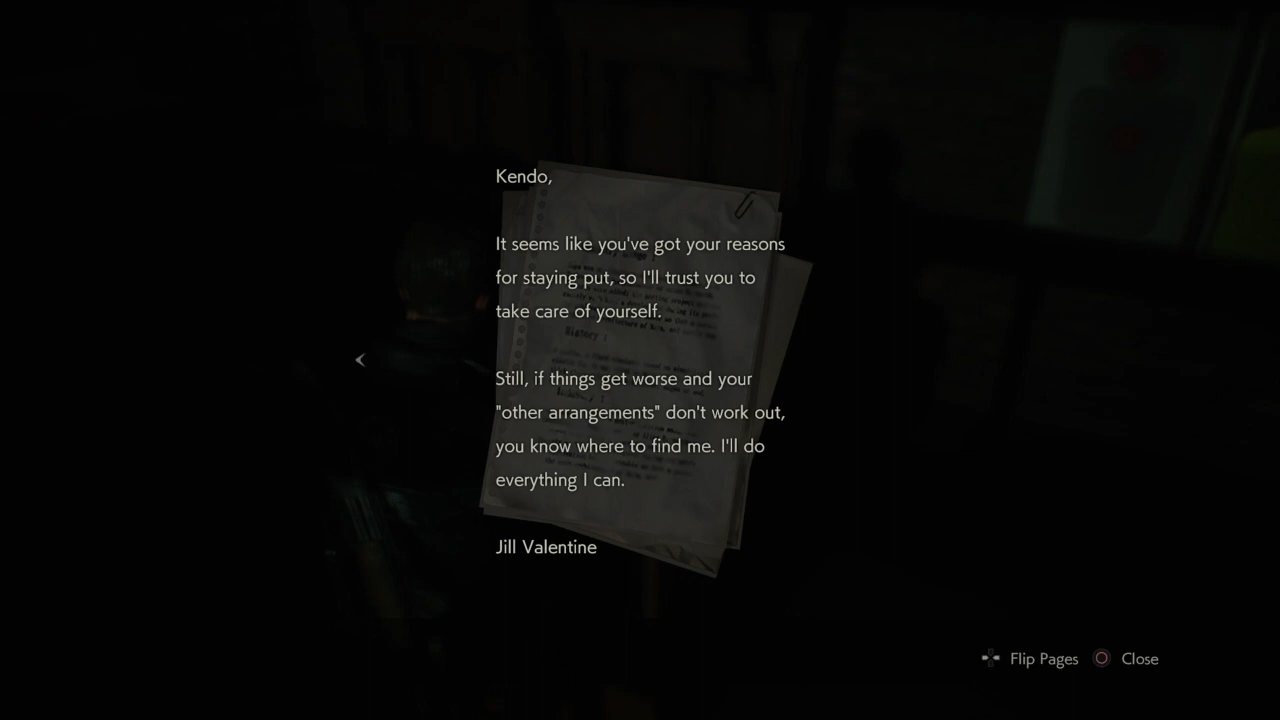 Kendo,
It seems like you've got your reasons
for staying put, so I'll trust you to
take care of yourself.
Still, if things get worse and your
"other arrangements" don't work out,
you know where to find me. I'll do
everything I can.
Jill Valentine
Flip Pages
Close